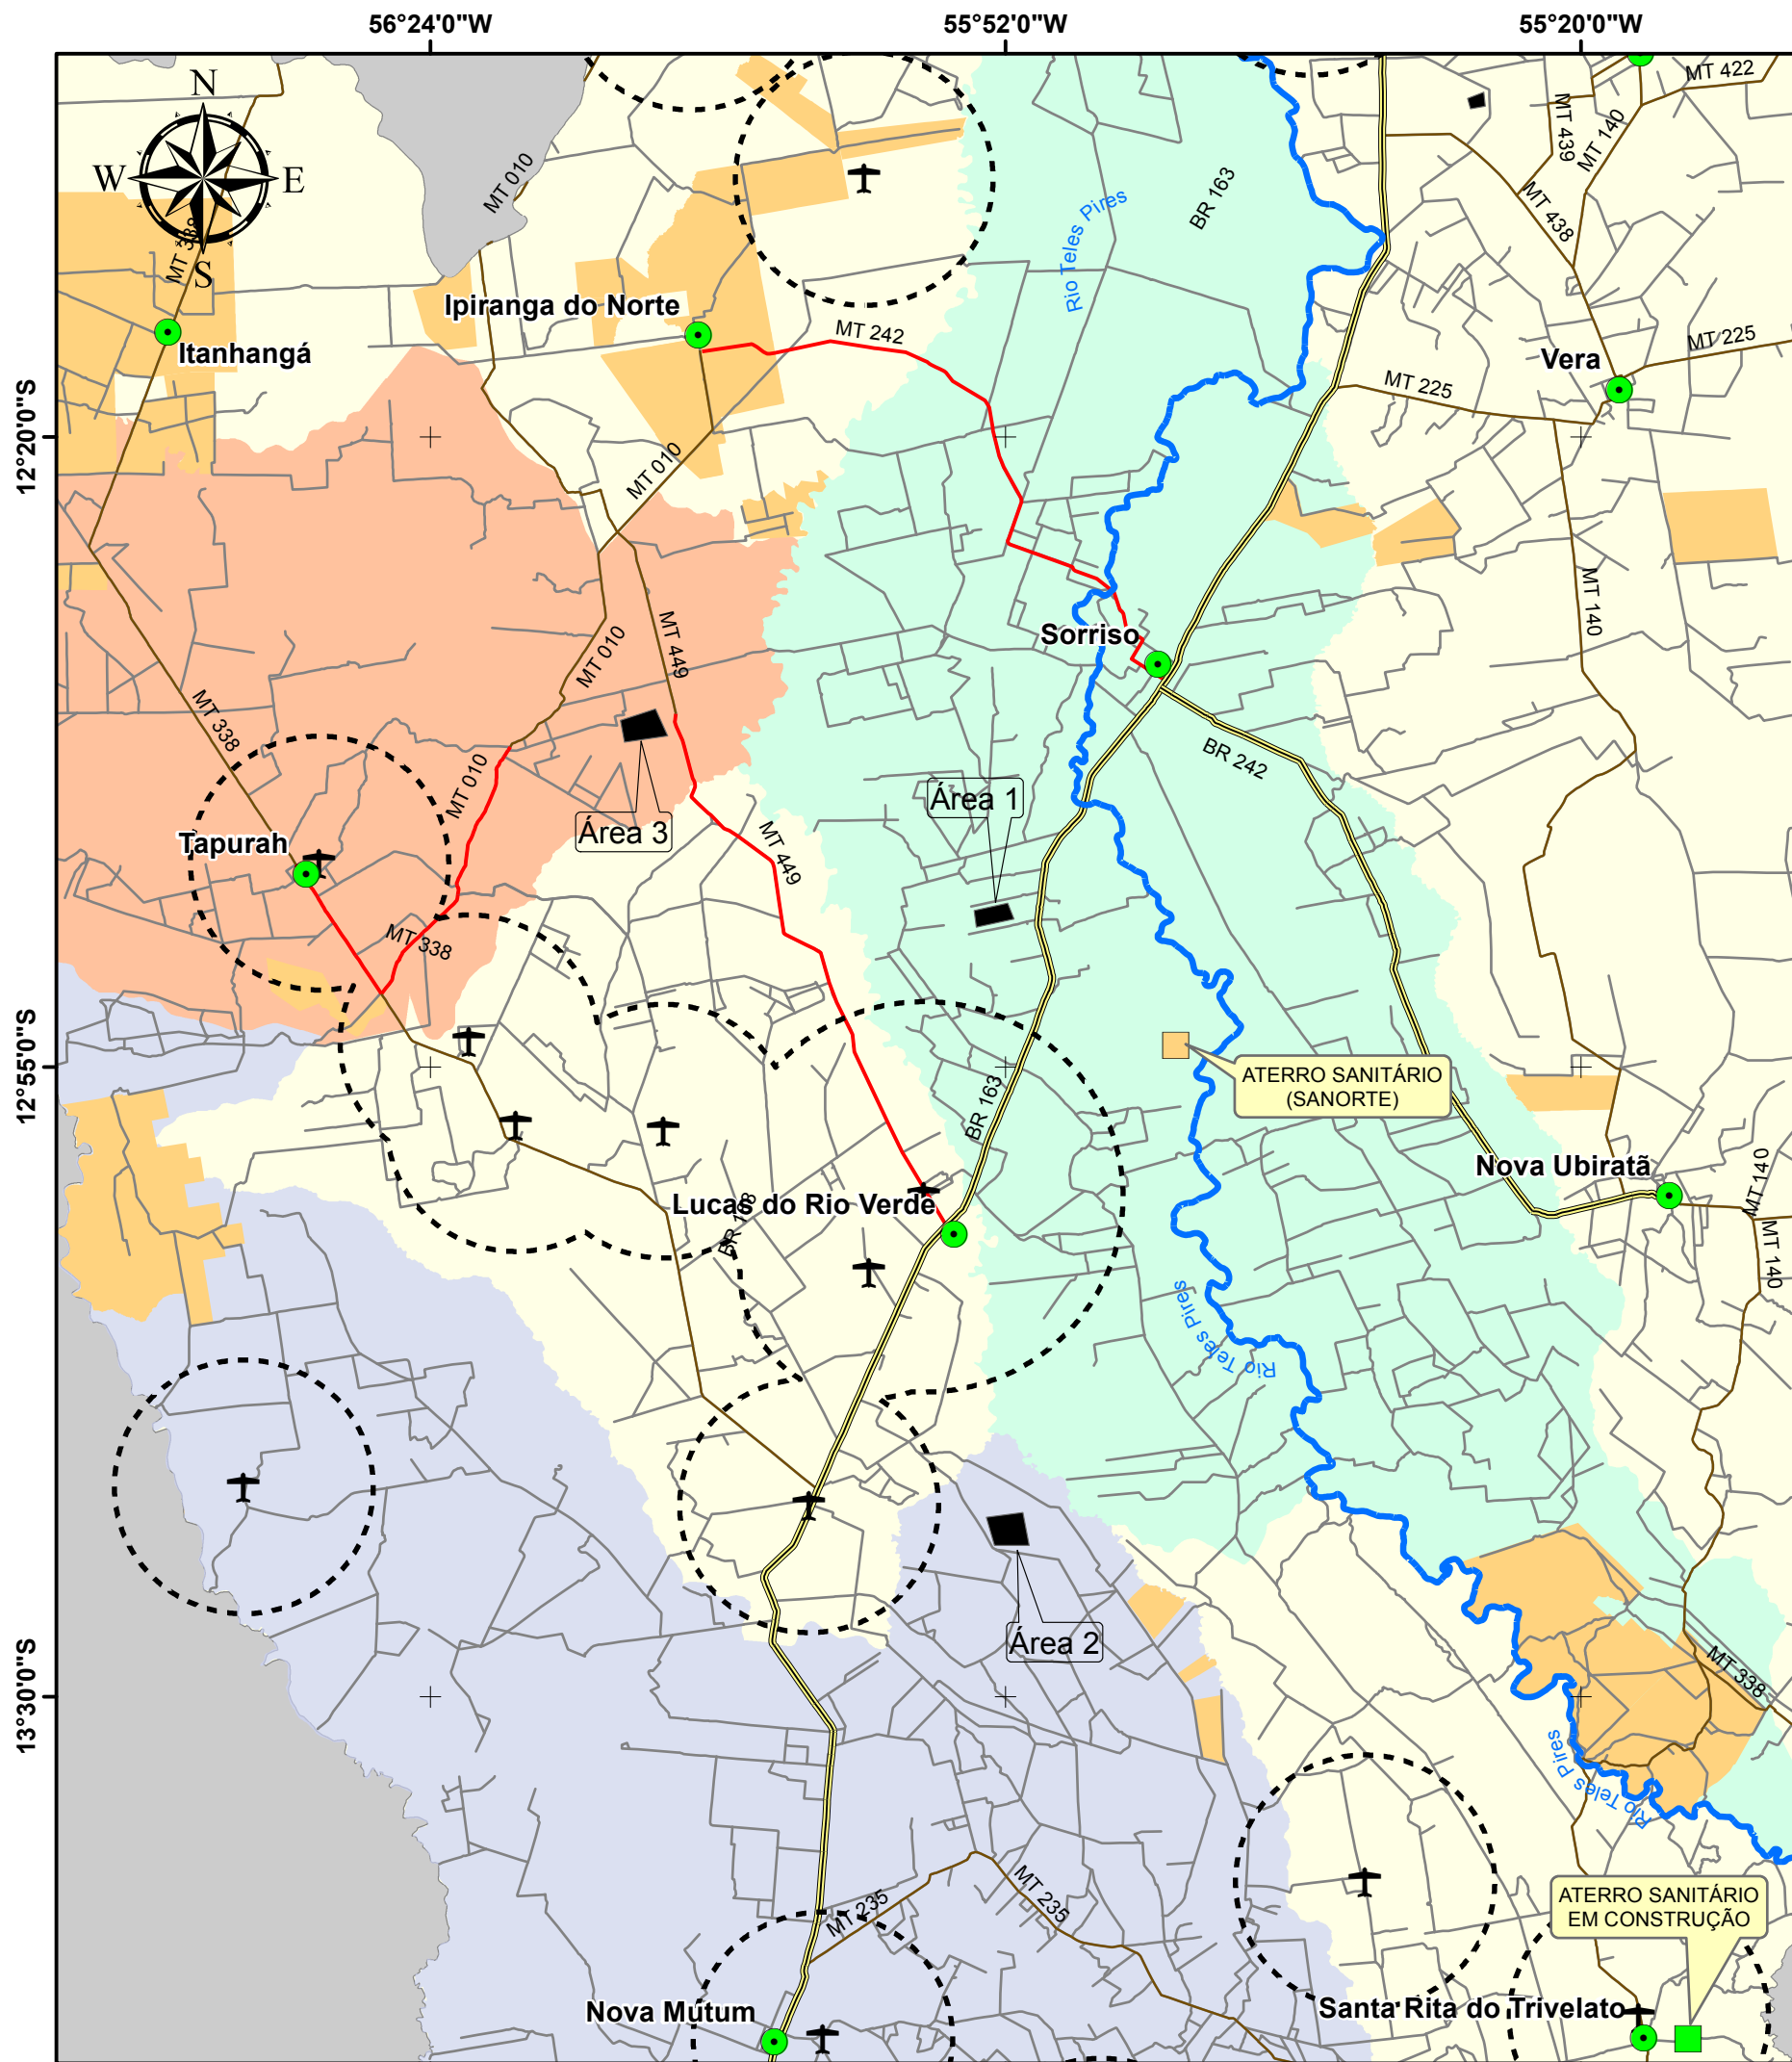 56°24'0"W
55°52'0"W
55°20'0"W
N
W
E
S
MT 010
BR 163
MT 422
MT 439
MT 140
MT 438
Rio Teles Pires
MT 338
Ipiranga do Norte
Itanhangá
MT 242
Vera
MT 225
MT 225
12°20'0"S
MT 010
MT 140
Sorriso
MT 010
MT 449
MT 338
BR 242
MT 010
Área 1
Área 3
Tapurah
MT 449
MT 338
12°55'0"S
ATERRO SANITÁRIO
(SANORTE)
BR 163
Nova Ubiratã
MT 140
Lucas do Rio Verde
MT 140
Rio Teles Pires
Área 2
13°30'0"S
MT 338
Rio Teles Pires
MT 235
MT 235
ATERRO SANITÁRIO
EM CONSTRUÇÃO
Nova Mutum
Santa Rita do Trivelato